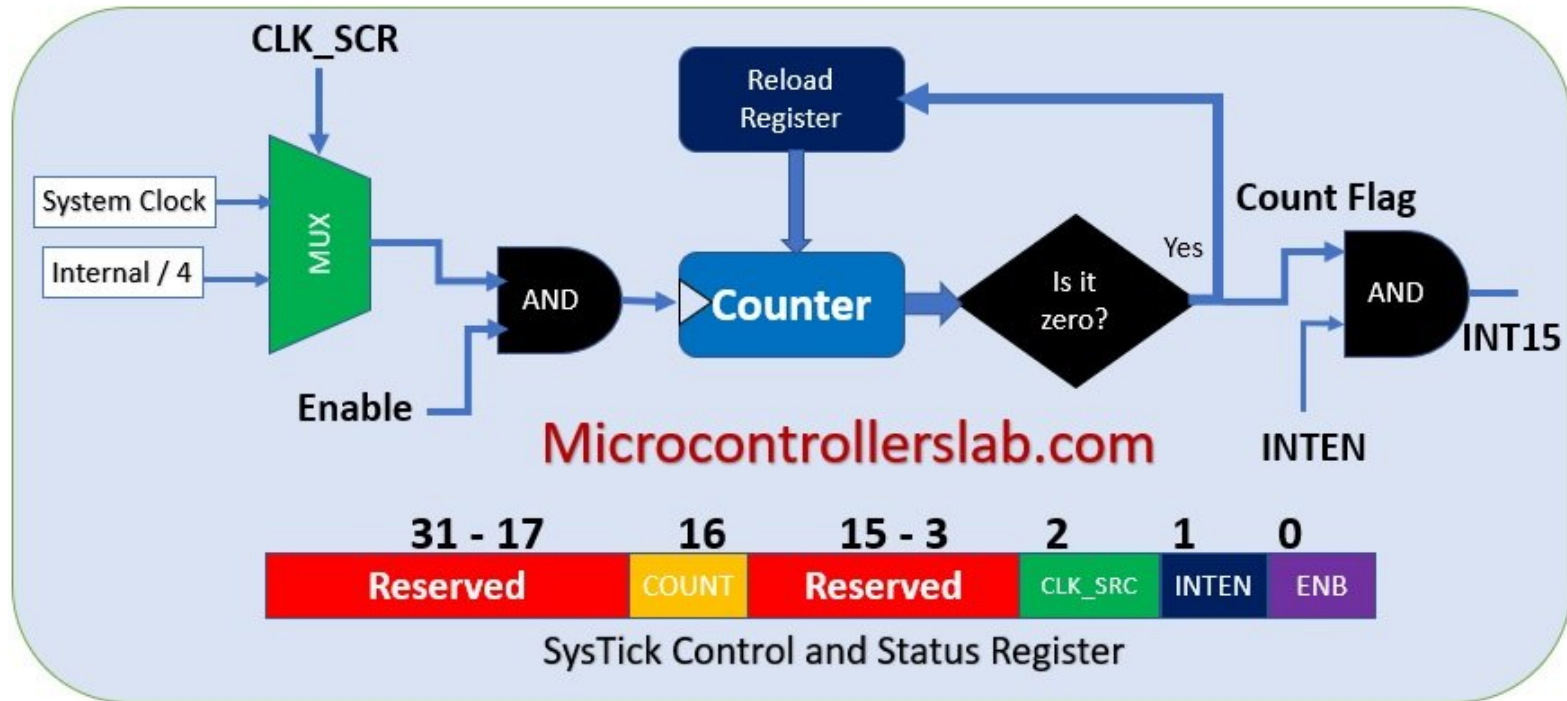 CLK_SCR
Reload
Register
System Clock
Internal / 4
MUX
AND
Enable
Counter
Is it
zero?
Yes
Count Flag
AND
INT15
INTEN
Microcontrollerslab.com
31 - 17 16 15 - 3 2 1 0
Reserved COUNT Reserved CLK_SRC INTEN ENB
SysTick Control and Status Register